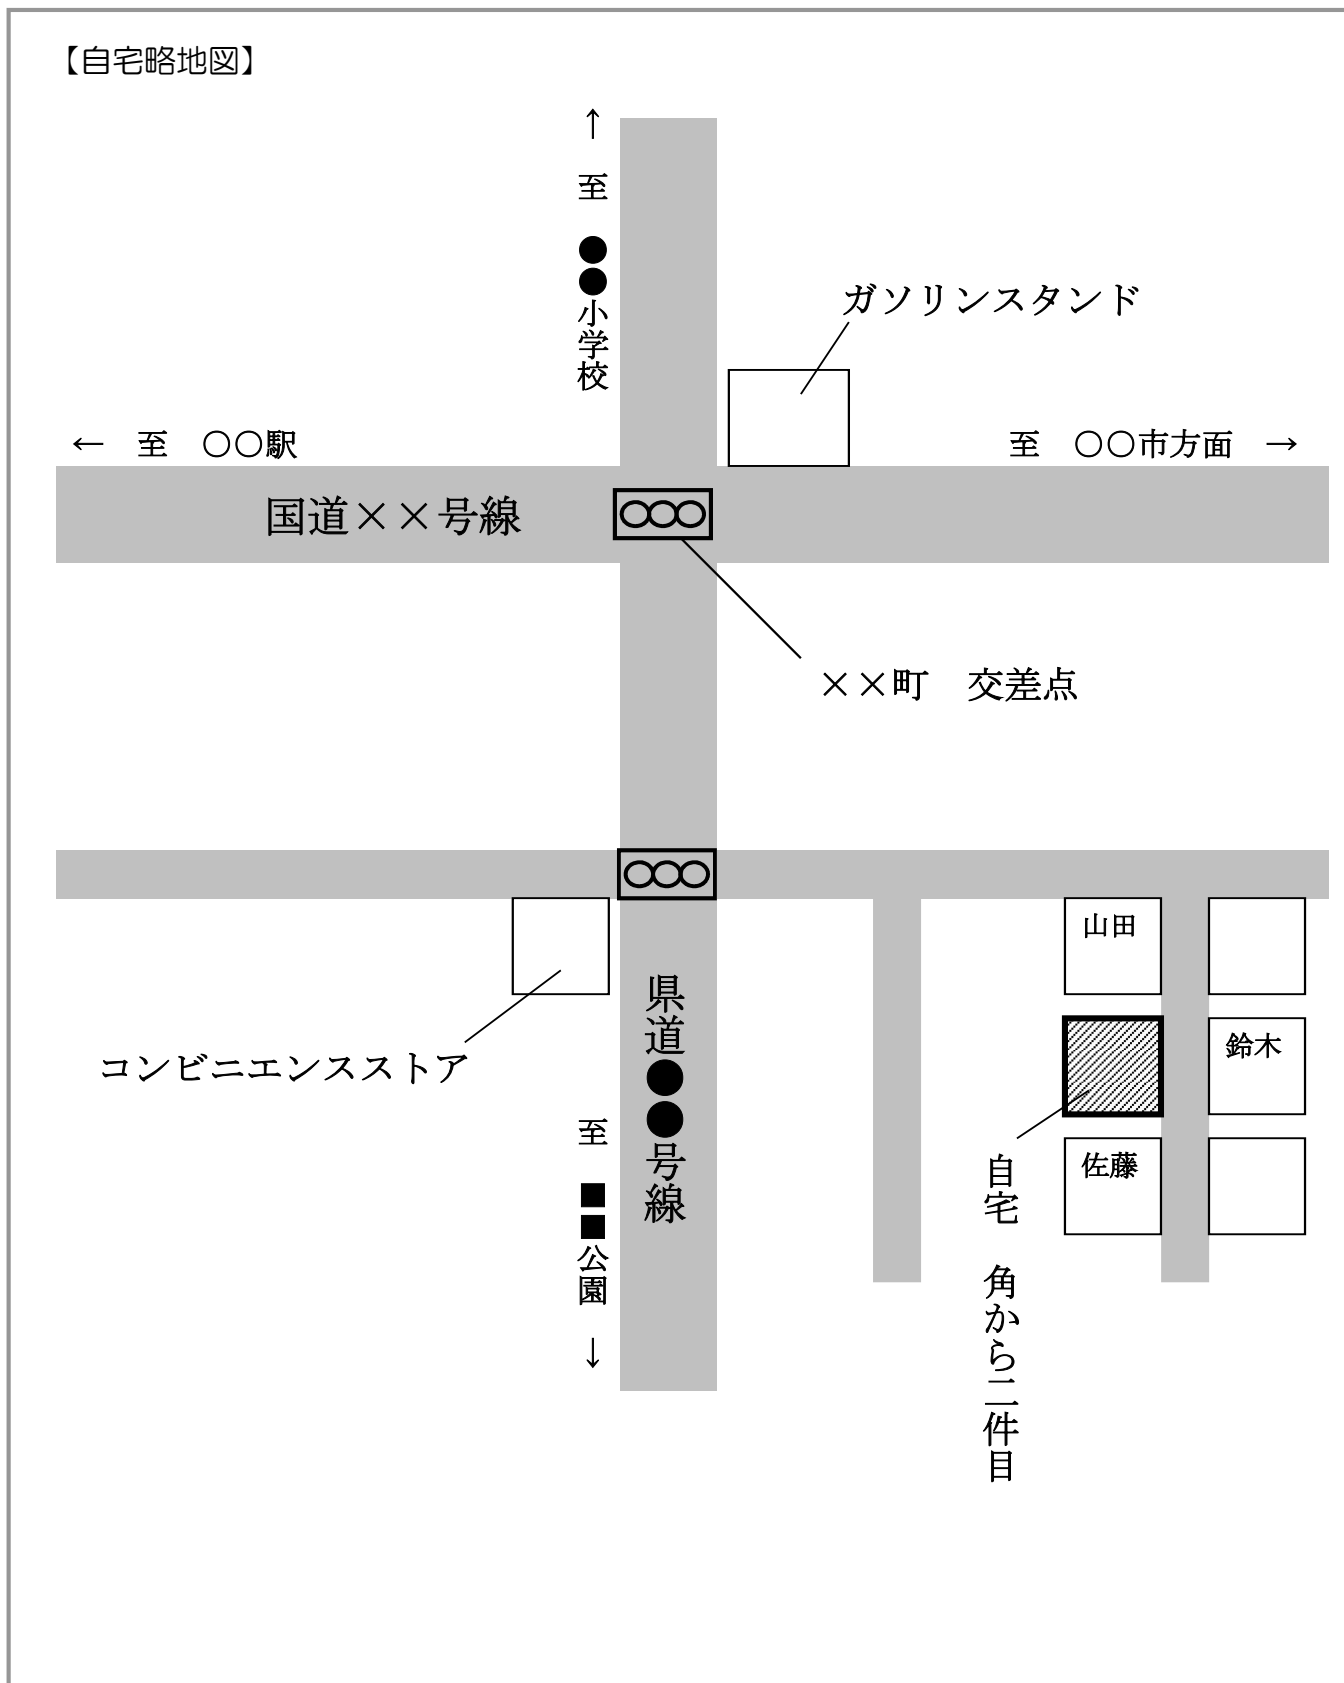 【自宅略地図】
↑　至　●●小学校
ガソリンスタンド
←　至　〇〇駅
至　〇〇市方面　→
国道××号線
××町　交差点
山田
鈴木
佐藤
コンビニエンスストア
県道●●号線
至　■■公園　↓
自宅　角から二件目